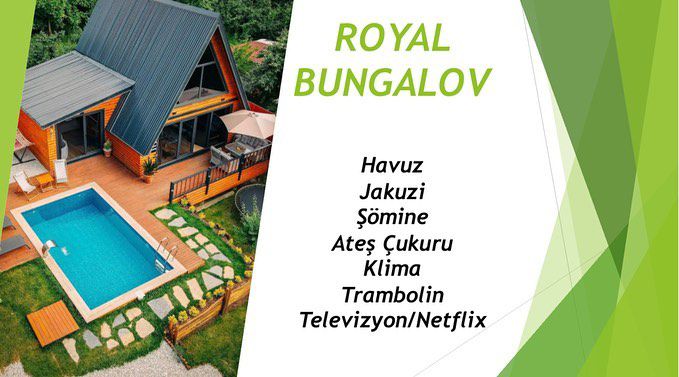 ROYAL
BUNGALOV
Havuz
Jakuzi
Şömine
Ateş Çukuru
Klima
Trambolin
Televizyon/Netflix